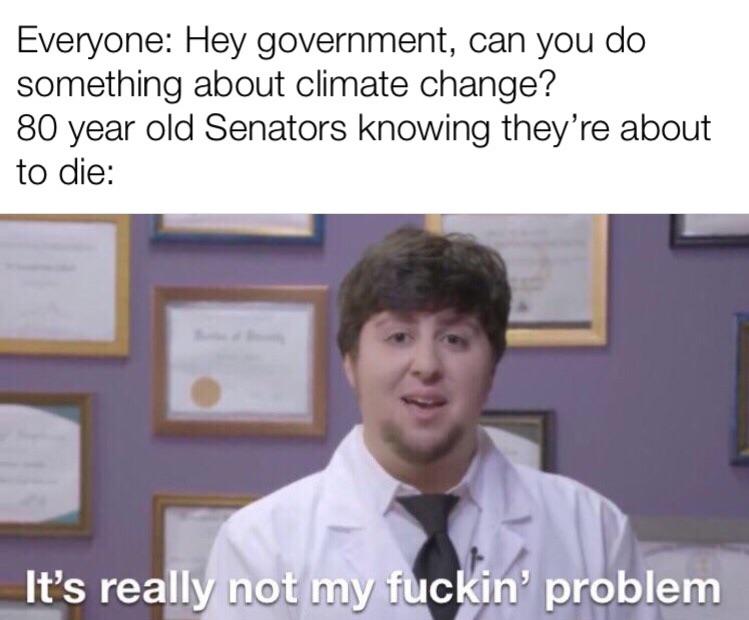 Everyone: Hey government, can you do
something about climate change?
80 year old Senators knowing they’re about
to die:
It’s really not my fuckin’ problem